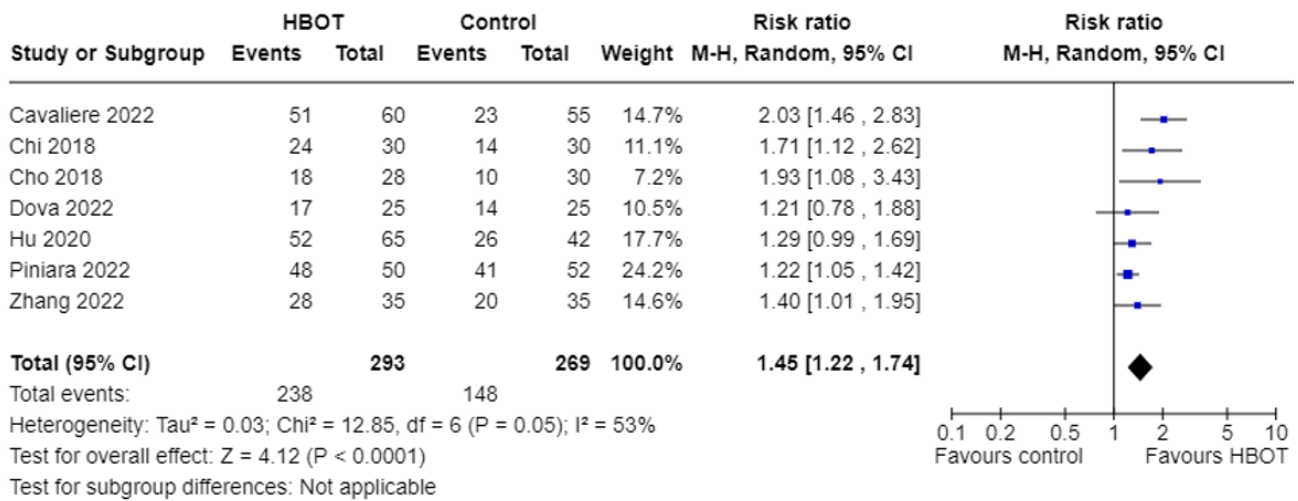 HBOT Control Risk ratio Risk ratio
Study or Subgroup Events Total Events Total Weight M-H, Random, 95% CI M-H, Random, 95% CI
Cavaliere 2022 51 60 23 55 14.7% 2.03 [1.46 , 2.83]
Chi 2018 24 30 14 30 11.1% 1.71 [1.12 , 2.62]
Cho 2018 18 28 10 30 7.2% 1.93 [1.08 , 3.43]
Dova 2022 17 25 14 25 10.5% 1.21 [0.78 , 1.88]
Hu 2020 52 65 26 42 17.7% 1.29 [0.99 , 1.69]
Piniara 2022 48 50 41 52 24.2% 1.22 [1.05 , 1.42]
Zhang 2022 28 35 20 35 14.6% 1.40 [1.01 , 1.95]
Total (95% CI) 293 269 100.0% 1.45 [1.22 , 1.74]
Total events: 238 148
Heterogeneity: Tau² = 0.03; Chi² = 12.85, df = 6 (P = 0.05); I² = 53%
Test for overall effect: Z = 4.12 (P < 0.0001)
Test for subgroup differences: Not applicable
0.1 0.2 0.5 1 2 5 10
Favours control Favours HBOT